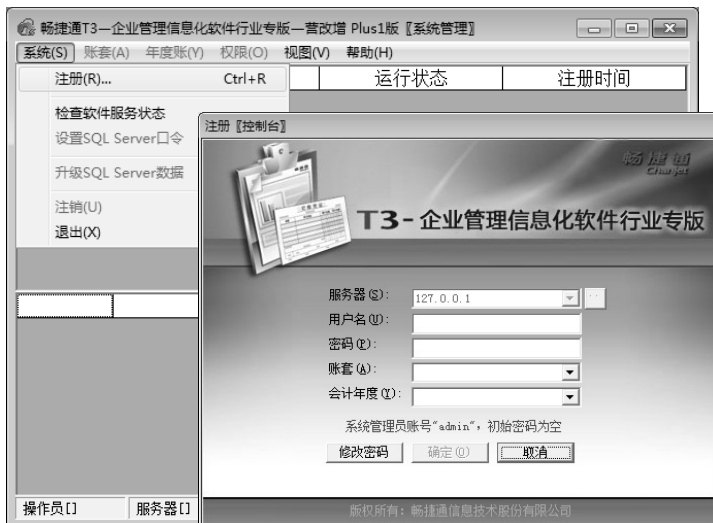 畅捷通T3—企业管理信息化软件行业专版—营改增 Plus1版〖系统管理〗
系统(S) 账套(A) 年度账(Y) 权限(O) 视图(V) 帮助(H)
注册(R)... Ctrl+R
运行状态 注册时间
检查软件服务状态
设置SQL Server口令
升级SQL Server数据
注销(U)
退出(X)
注册〖控制台〗
畅捷通
Chanjet
T3-企业管理信息化软件行业专版
服务器(S): 127.0.0.1
用户名(U):
密码(P):
账套(A):
会计年度(Y):
系统管理员账号"admin"，初始密码为空
修改密码 确定(O) 取消
版权所有：畅捷通信息技术股份有限公司
操作员[] 服务器[]